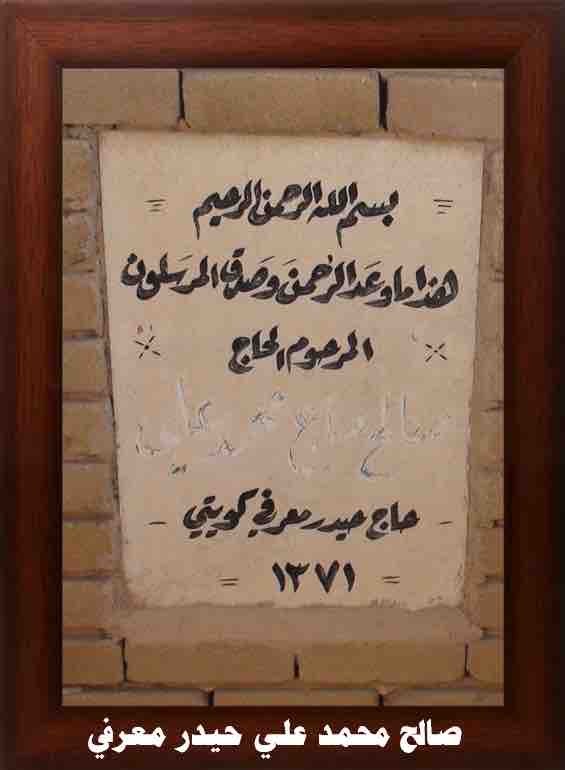 بسم الله الرحمن الرحيم
هذا ما وعد الرحمن وصدق المرسلون
المرحوم الحاج
صالح حاج محمد علي
حاج حيدر معرفي كويتي
١٣٧١
صالح محمد علي حيدر معرفي